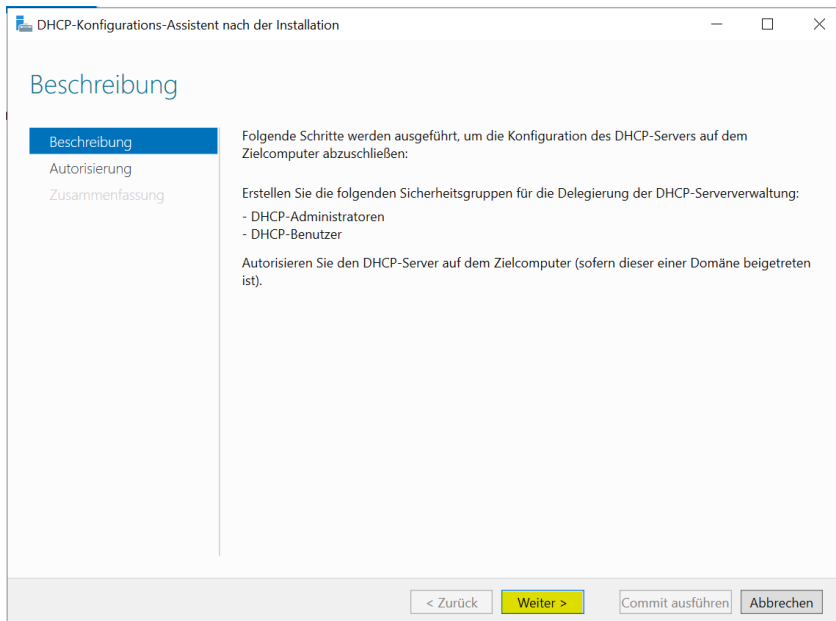 DHCP-Konfigurations-Assistent nach der Installation
Beschreibung
Beschreibung
Autorisierung
Zusammenfassung
Folgende Schritte werden ausgeführt, um die Konfiguration des DHCP-Servers auf dem
Zielcomputer abzuschließen:
Erstellen Sie die folgenden Sicherheitsgruppen für die Delegierung der DHCP-Serververwaltung:
- DHCP-Administratoren
- DHCP-Benutzer
Autorisieren Sie den DHCP-Server auf dem Zielcomputer (sofern dieser einer Domäne beigetreten
ist).
< Zurück
Weiter >
Commit ausführen
Abbrechen